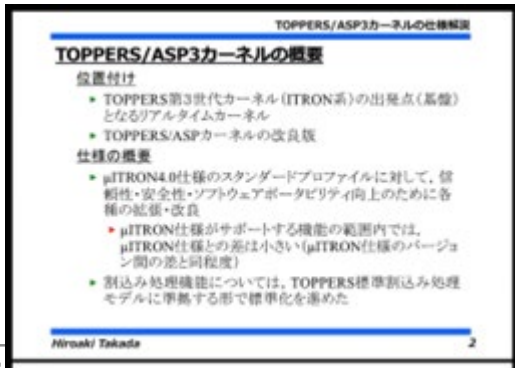 TOPPERS/ASP3カーネルの仕様解説
TOPPERS/ASP3カーネルの概要
位置付け
▸ TOPPERS第3世代カーネル(ITRON系)の出発点(基盤)
となるリアルタイムカーネル
▸ TOPPERS/ASPカーネルの改良版
仕様の概要
▸ μITRON4.0仕様のスタンダードプロファイルに対して，信
頼性・安全性・ソフトウェアポータビリティ向上のために各
種の拡張・改良
▸ μITRON仕様がサポートする機能の範囲内では，
μITRON仕様との差は小さい(μITRON仕様のバージョ
ン間の差と同程度)
▸ 割込み処理機能については，TOPPERS標準割込み処理
モデルに準拠する形で標準化を進めた
Hiroaki Takada
2